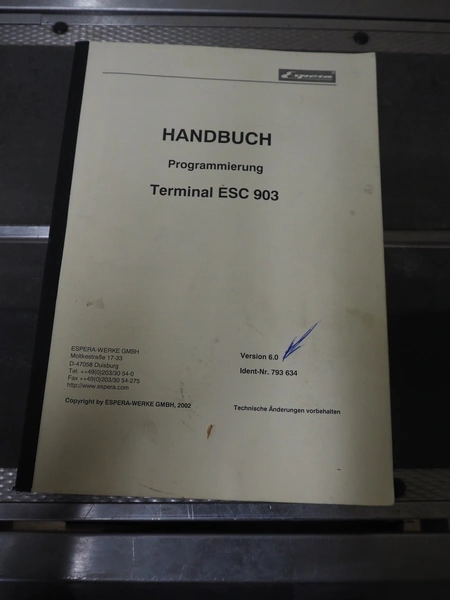 Espera
HANDBUCH
Programmierung
Terminal ESC 903
ESPERA-WERKE GMBH
Moltkestraße 17-33
D-47058 Duisburg
Tel. ++49(0)203/30 54-0
Fax ++49(0)203/30 54-275
http://www.espera.com
Copyright by ESPERA-WERKE GMBH, 2002
Version 6.0
Ident-Nr. 793 634
Technische Änderungen vorbehalten